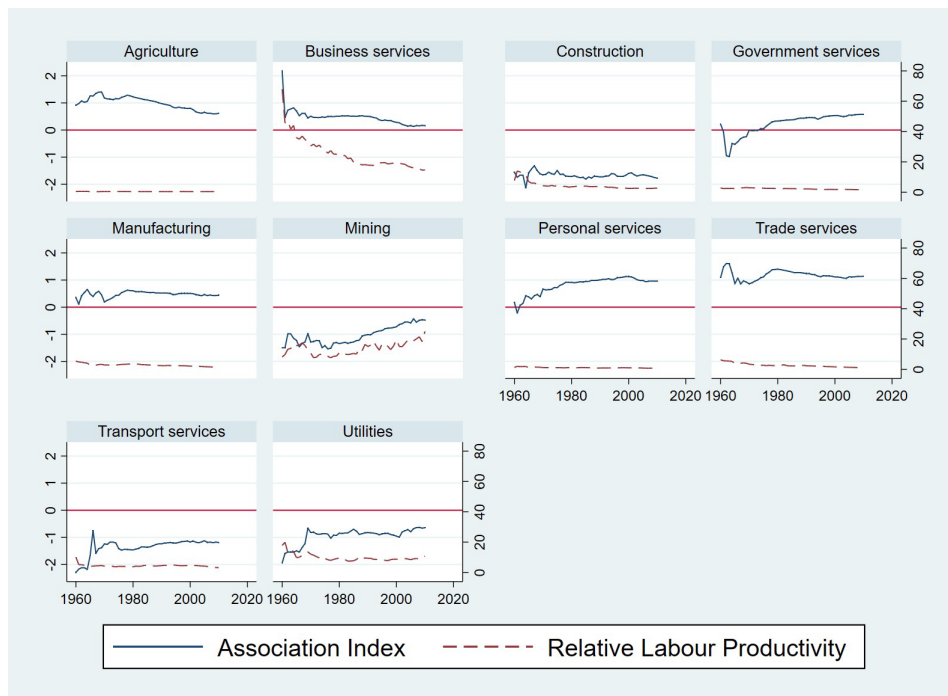 Agriculture Business services Construction Government services
2 80
1 60
0 40
-1 20
-2 0
Manufacturing Mining Personal services Trade services
2 80
1 60
0 40
-1 20
-2 0
1960 1980 2000 2020 1960 1980 2000 2020
Transport services Utilities
2 80
1 60
0 40
-1 20
-2 0
1960 1980 2000 2020 1960 1980 2000 2020
Association Index Relative Labour Productivity